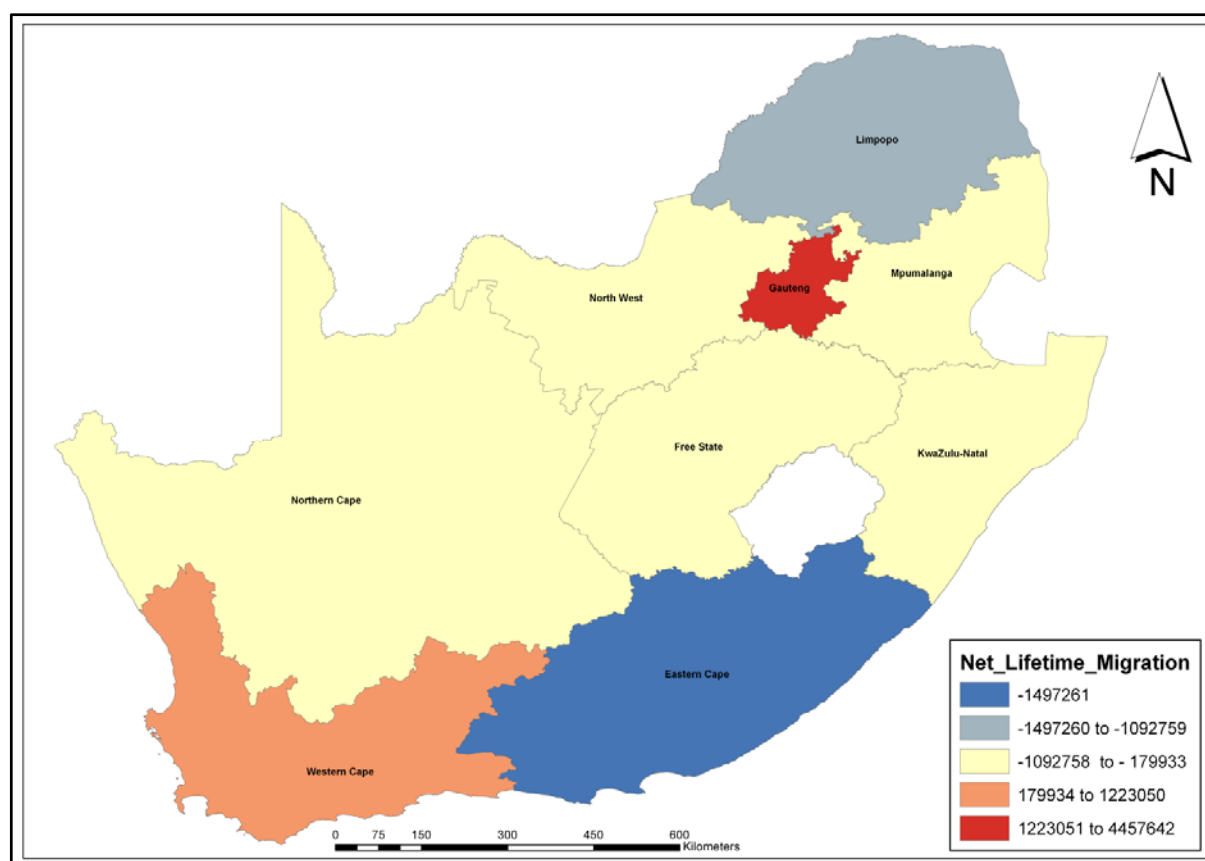 Limpopo
N
Mpumalanga
Gauteng
North West
Free State
KwaZulu-Natal
Northern Cape
Eastern Cape
Western Cape
Net_Lifetime_Migration
-1497261
-1497260 to -1092759
-1092758 to - 179933
179934 to 1223050
1223051 to 4457642
0 75 150 300 450 600
Kilometers